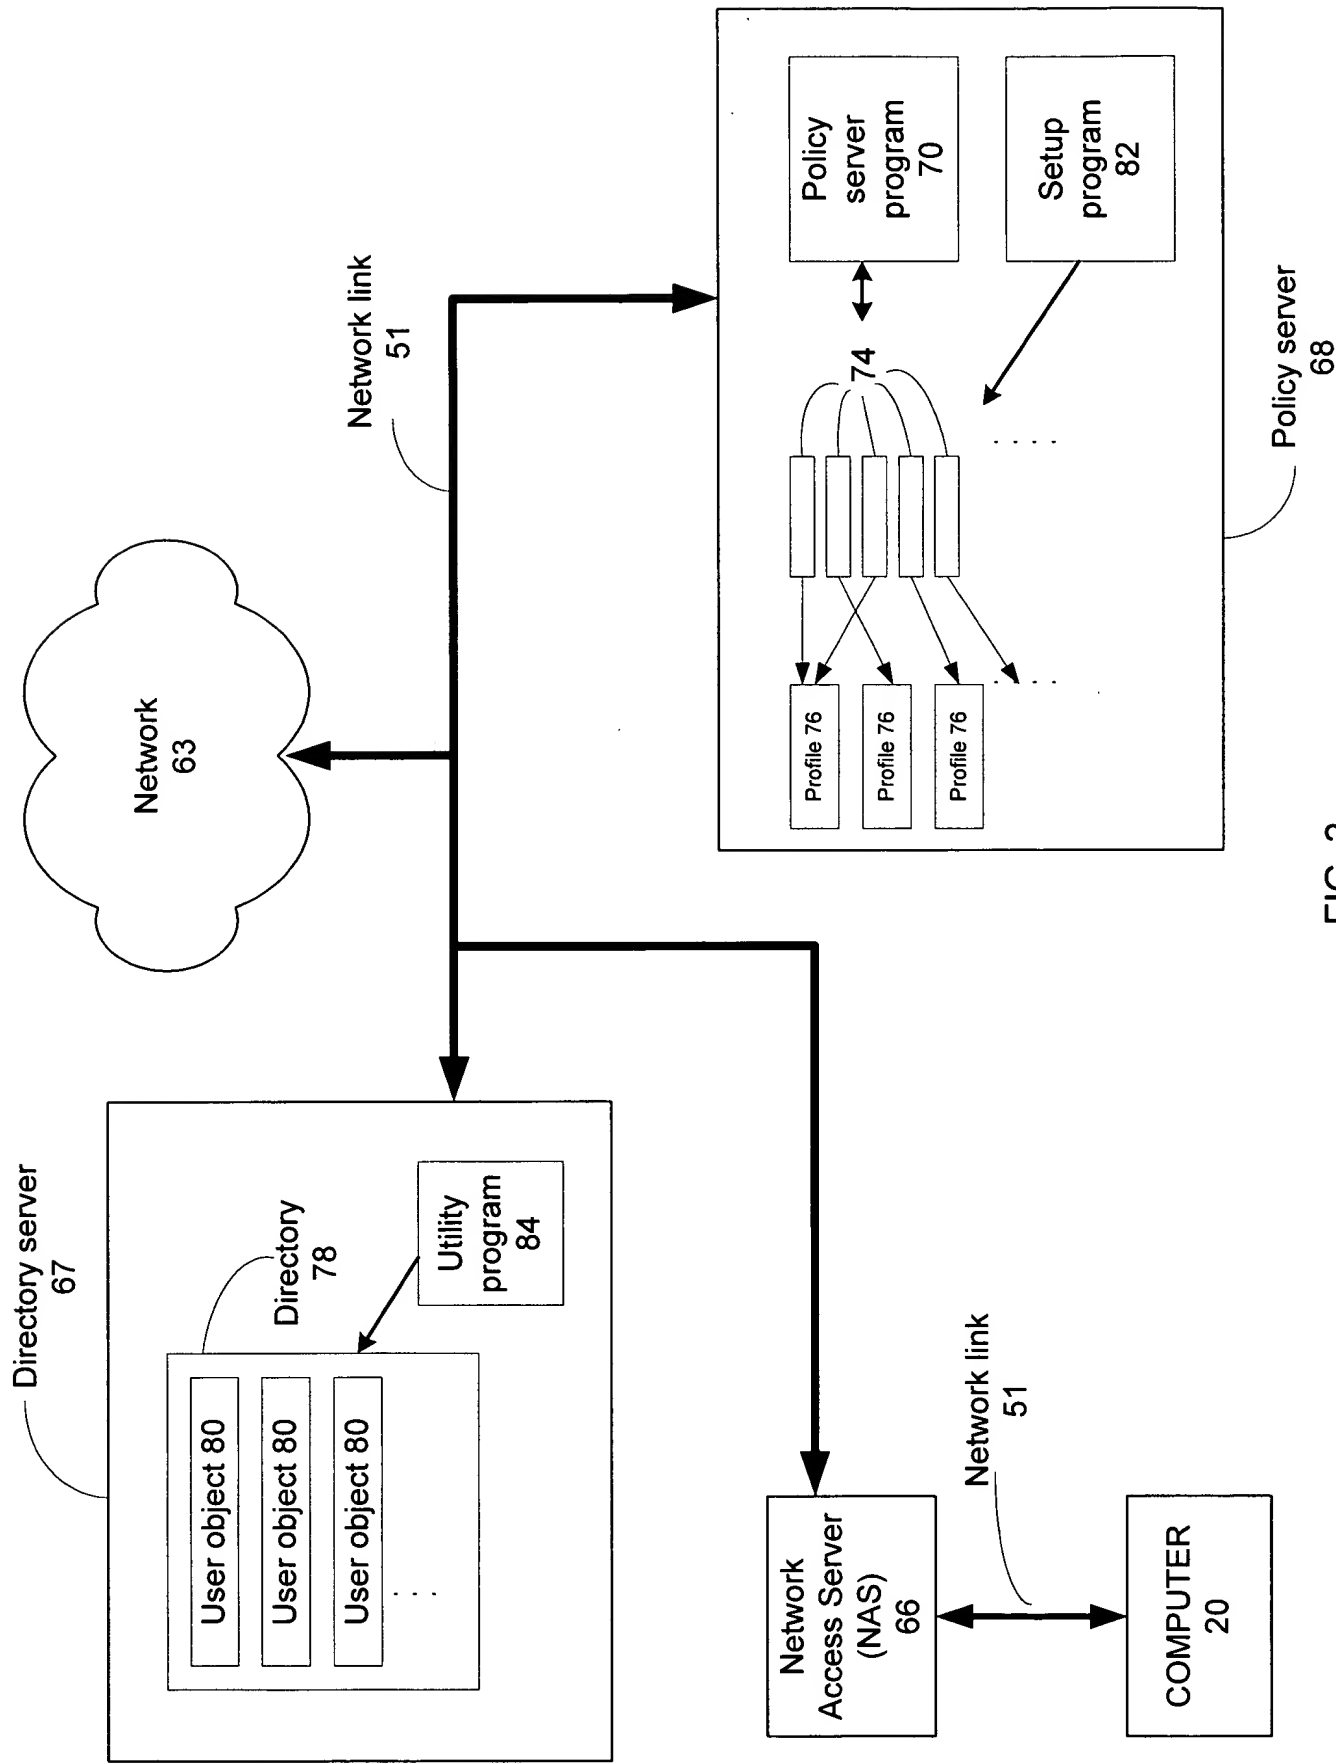 Directory server
67
Directory
78
User object 80
User object 80
User object 80
. . . .
Utility
program
84
Network
63
Network link
51
Network
Access Server
(NAS)
66
Network link
51
COMPUTER
20
Policy
server
program
70
Setup
program
82
74
. . . .
Profile 76
Profile 76
Profile 76
. . . .
Policy server
68
FIG.